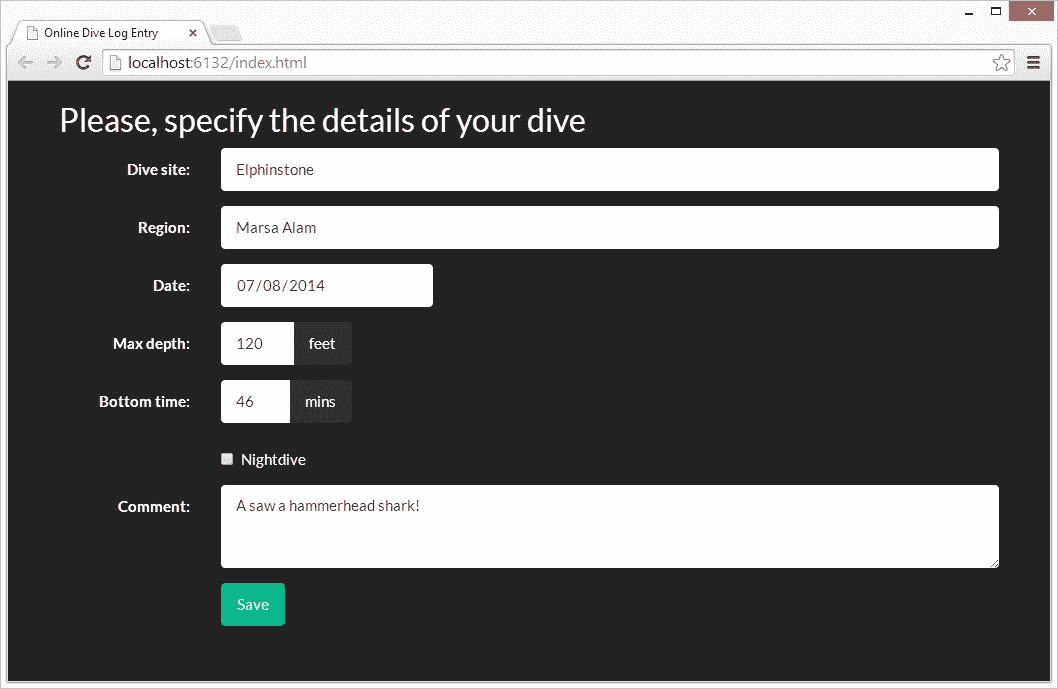 Online Dive Log Entry
localhost:6132/index.html
Please, specify the details of your dive
Dive site: Elphinstone
Region: Marsa Alam
Date: 07/08/2014
Max depth: 120 feet
Bottom time: 46 mins
Nightdive
Comment: A saw a hammerhead shark!
Save